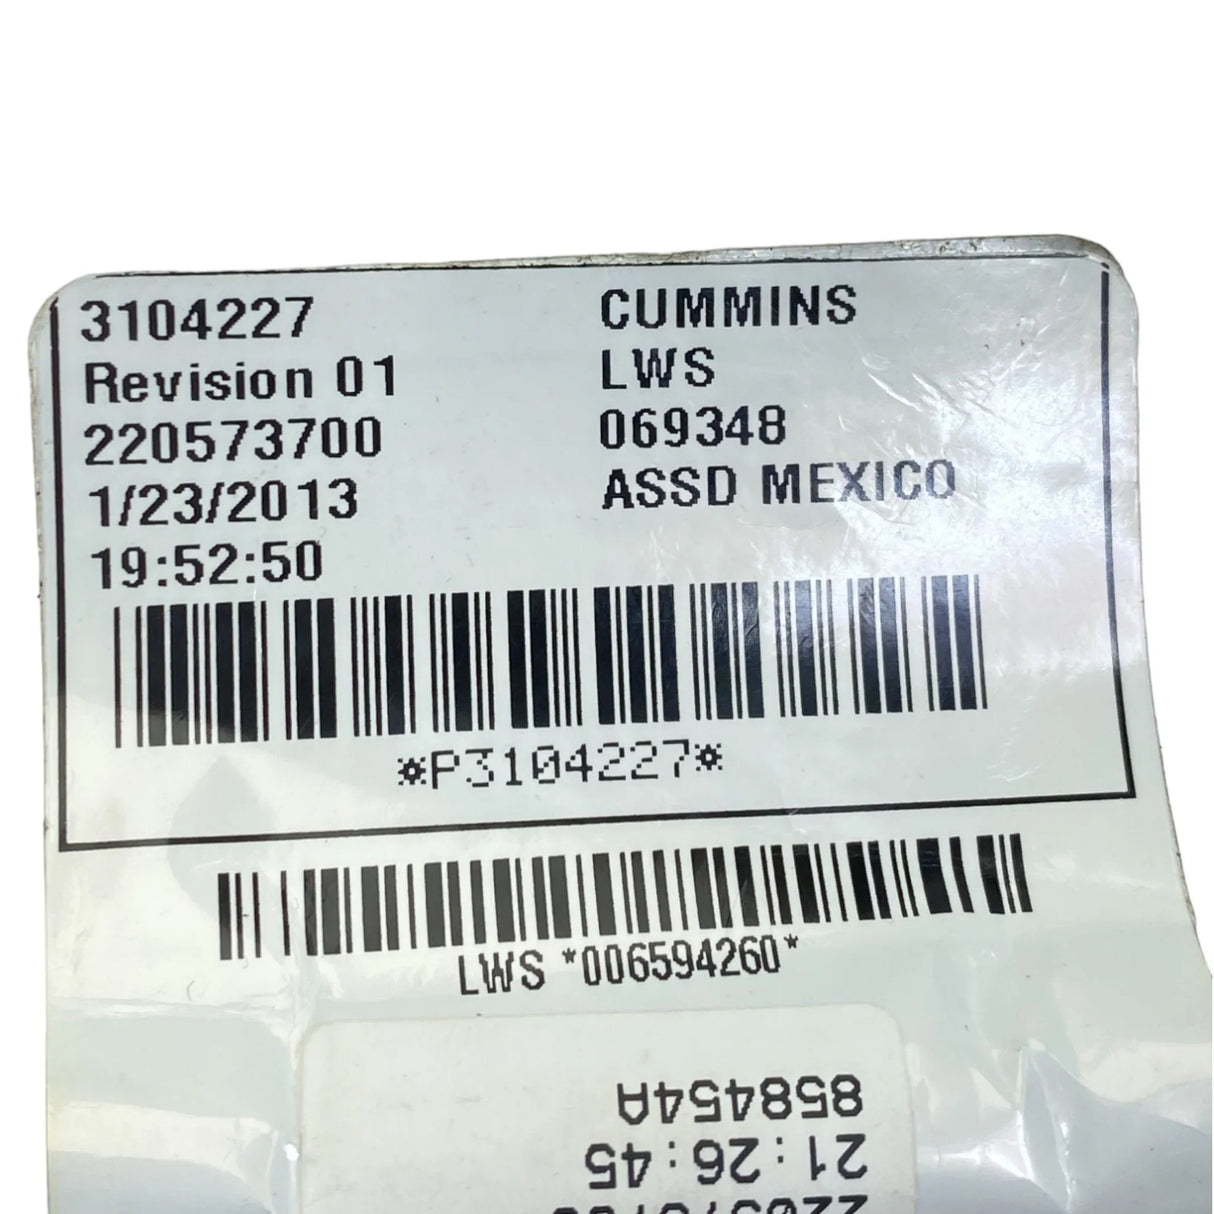 3104227
Revision 01
220573700
1/23/2013
19:52:50
CUMMINS
LWS
069348
ASSD MEXICO
*P3104227*
LWS *006594260*
858454A
21:26:45